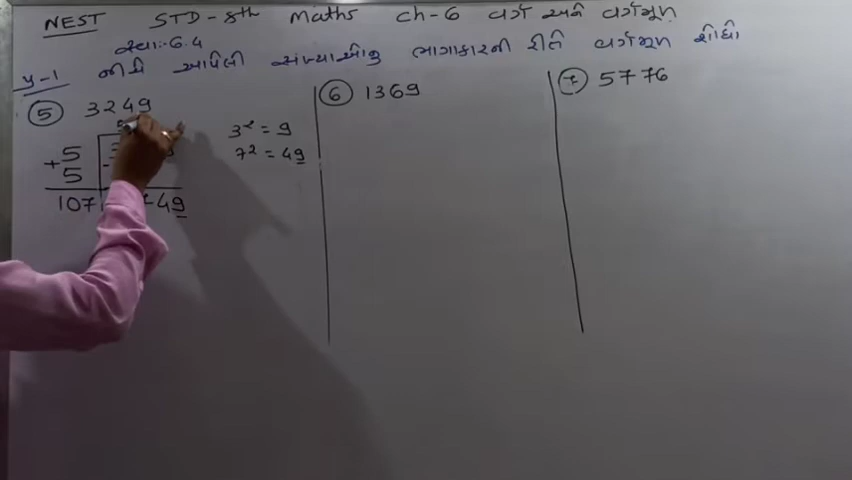 NEST STD-8th Maths Ch-6 વર્ગ અને વર્ગમૂળ
સ્વા:-6.4
પ્ર-1 નીચે આપેલી સંખ્યાઓનું ભાગાકારની રીતે વર્ગમૂળ શોધો
5 3249
+5
5
107 49
3² = 9
7² = 49
6 1369
7 5776